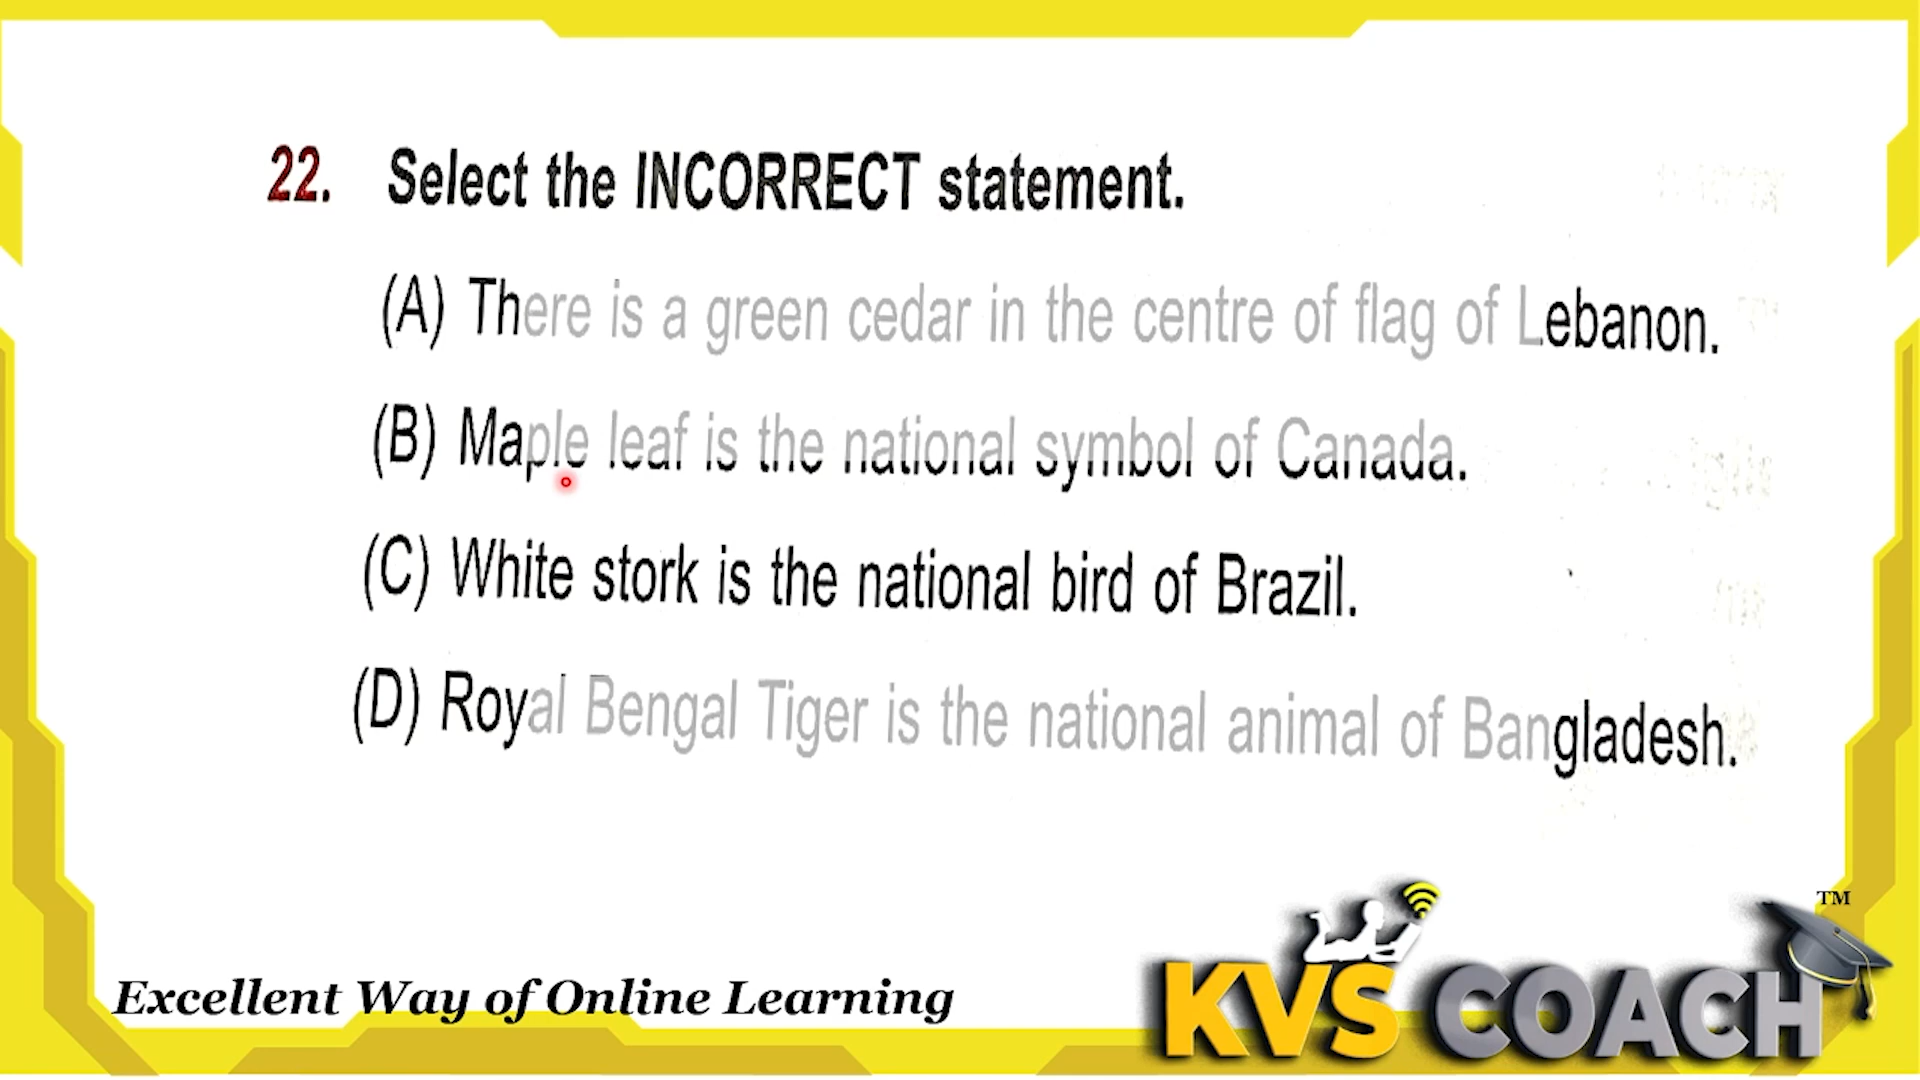 22. Select the INCORRECT statement.
(A) There is a green cedar in the centre of flag of Lebanon.
(B) Maple leaf is the national symbol of Canada.
(C) White stork is the national bird of Brazil.
(D) Royal Bengal Tiger is the national animal of Bangladesh.
Excellent Way of Online Learning
KVS COACH TM